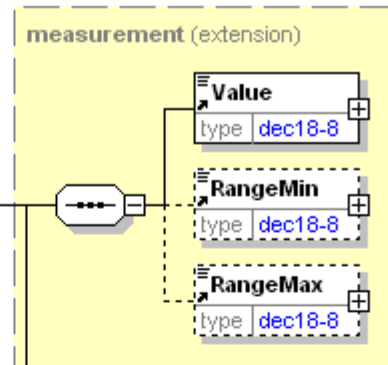 measurement (extension)
Value
type dec18-8
RangeMin
type dec18-8
RangeMax
type dec18-8